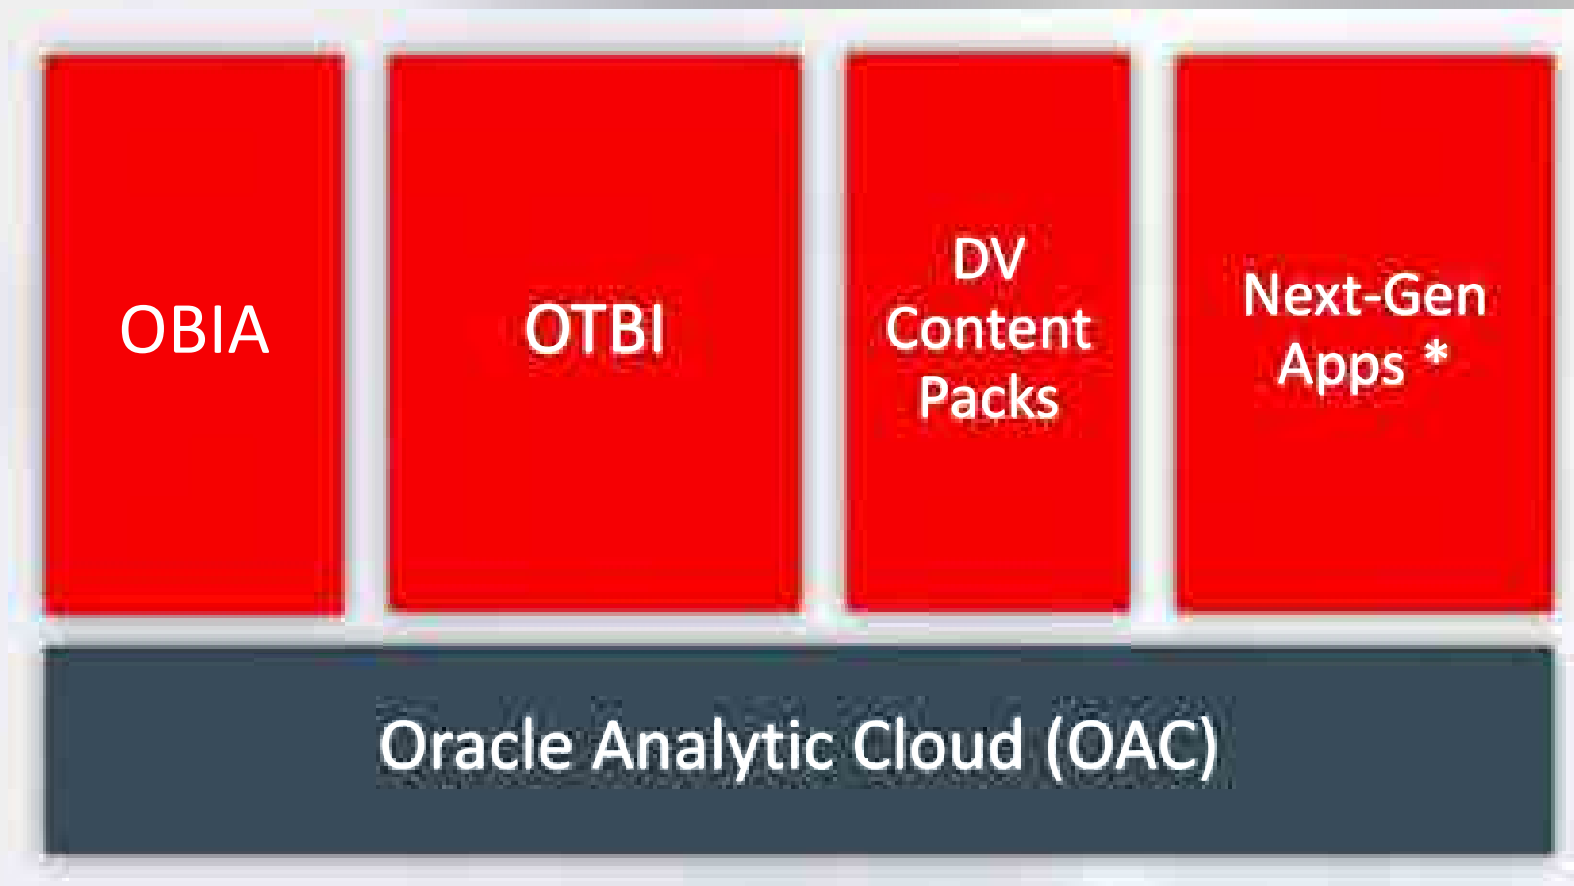 OBIA
OTBI
DV
Content
Packs
Next-Gen
Apps *
Oracle Analytic Cloud (OAC)